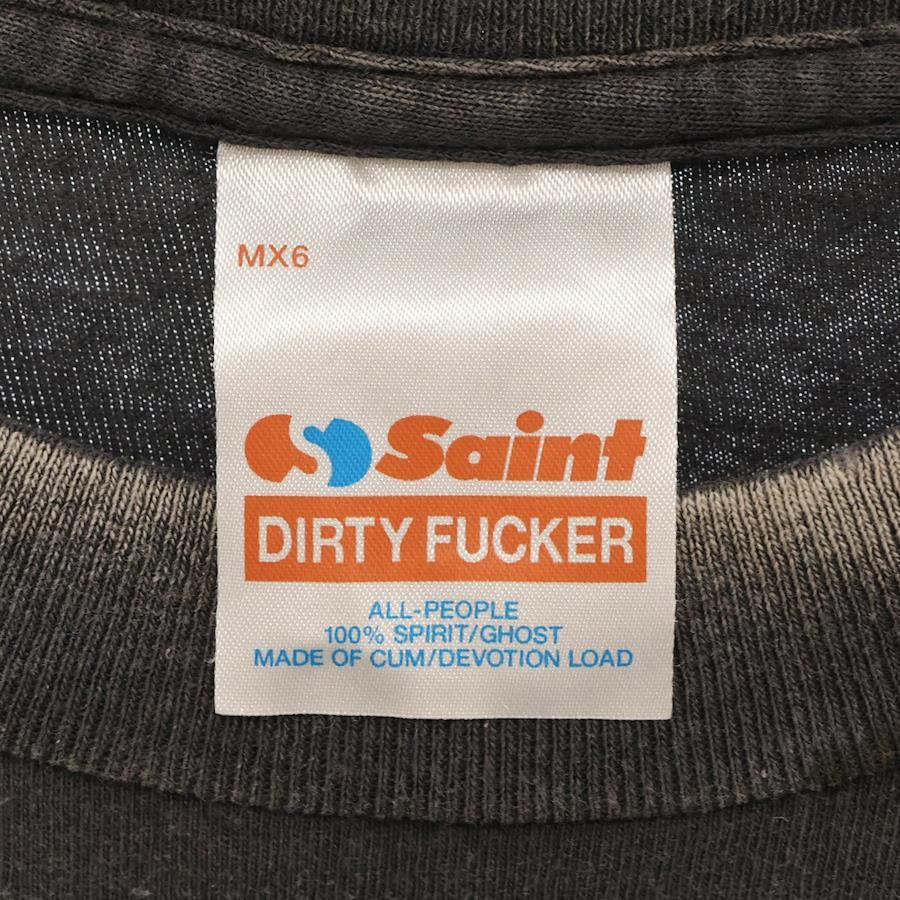 MX6
Saint
DIRTY FUCKER
ALL-PEOPLE
100% SPIRIT/GHOST
MADE OF CUM/DEVOTION LOAD